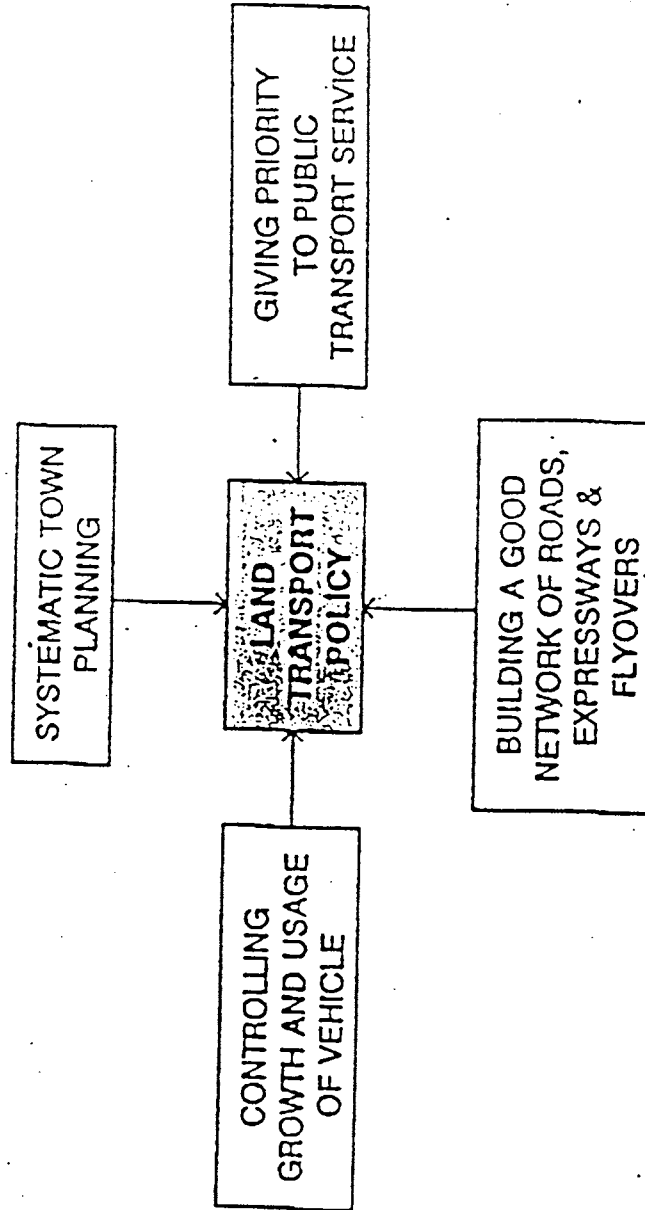 SYSTEMATIC TOWN
PLANNING
CONTROLLING
GROWTH AND USAGE
OF VEHICLE
LAND
TRANSPORT
POLICY
GIVING PRIORITY
TO PUBLIC
TRANSPORT SERVICE
BUILDING A GOOD
NETWORK OF ROADS,
EXPRESSWAYS &
FLYOVERS